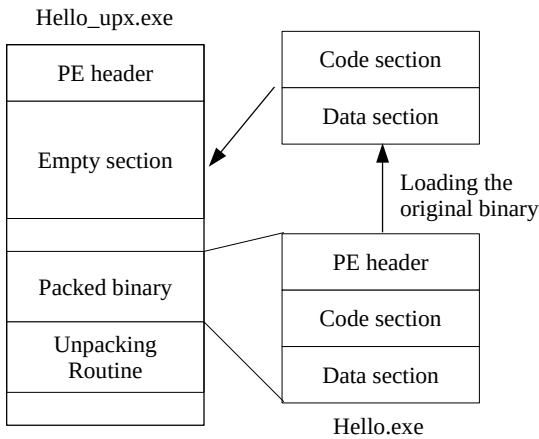 Hello_upx.exe
PE header
Empty section
Packed binary
Unpacking
Routine
Code section
Data section
Loading the
original binary
PE header
Code section
Data section
Hello.exe